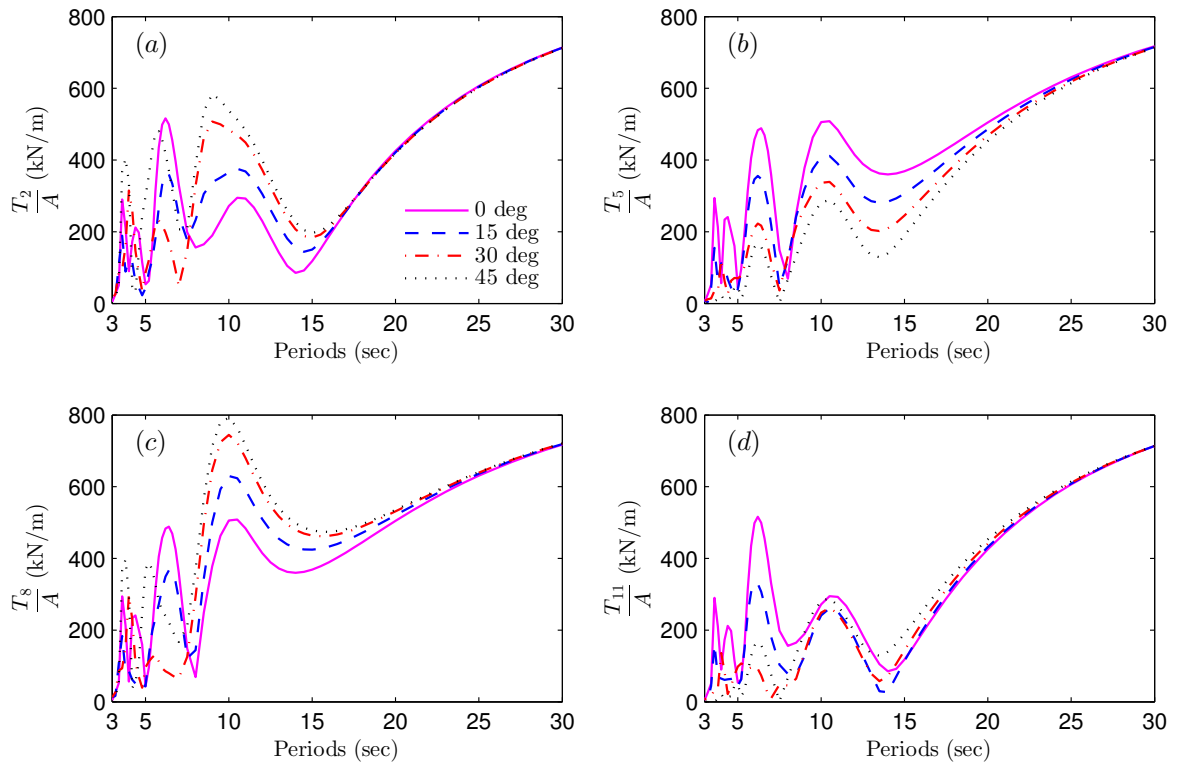 (a)
800
600
400
200
0
T2/A (kN/m)
3 5 10 15 20 25 30
Periods (sec)
0 deg
15 deg
30 deg
45 deg
(b)
800
600
400
200
0
T5/A (kN/m)
3 5 10 15 20 25 30
Periods (sec)
(c)
800
600
400
200
0
T8/A (kN/m)
3 5 10 15 20 25 30
Periods (sec)
(d)
800
600
400
200
0
T11/A (kN/m)
3 5 10 15 20 25 30
Periods (sec)